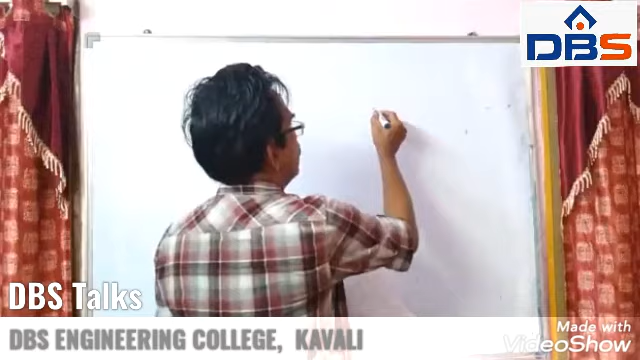 DBS
DBS Talks
DBS ENGINEERING COLLEGE, KAVALI
Made with
VideoShow